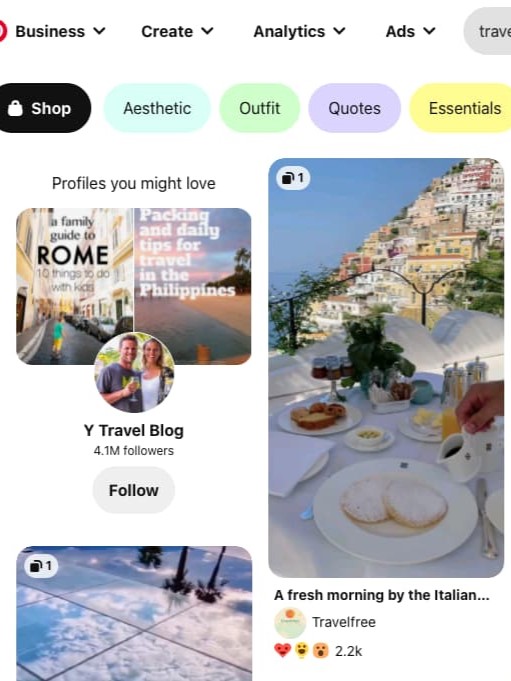 Business
Create
Analytics
Ads
trave
Shop
Aesthetic
Outfit
Quotes
Essentials
Profiles you might love
a family
guide to
ROME
10 things to do
with kids
Packing
and daily
tips for
travel
in the
Philippines
Y Travel Blog
4.1M followers
Follow
1
1
A fresh morning by the Italian...
Travelfree
2.2k